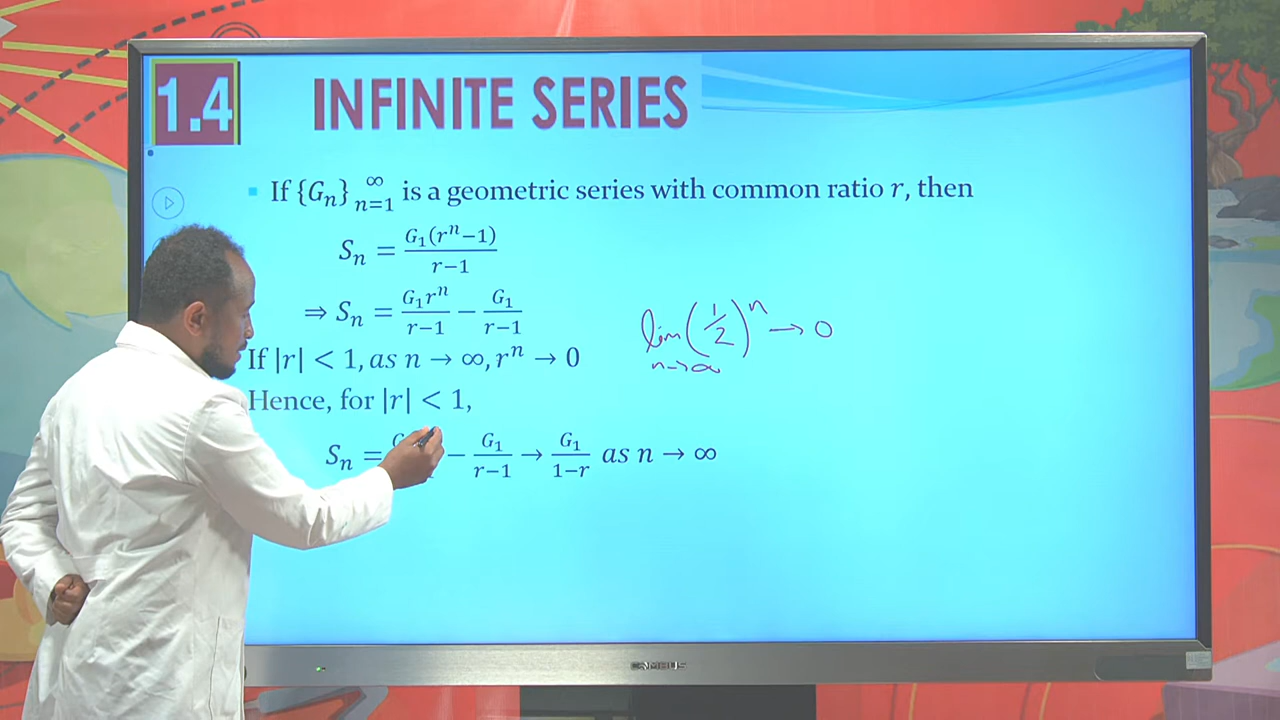 1.4 INFINITE SERIES
If {Gₙ} ∞ n=1 is a geometric series with common ratio r, then
Sₙ = G₁(rⁿ−1) / r−1
⇒ Sₙ = G₁rⁿ / r−1 − G₁ / r−1
lim n→∞ (1/2)ⁿ → 0
If |r| < 1, as n → ∞, rⁿ → 0
Hence, for |r| < 1,
Sₙ = − G₁ / r−1 → G₁ / 1−r as n → ∞